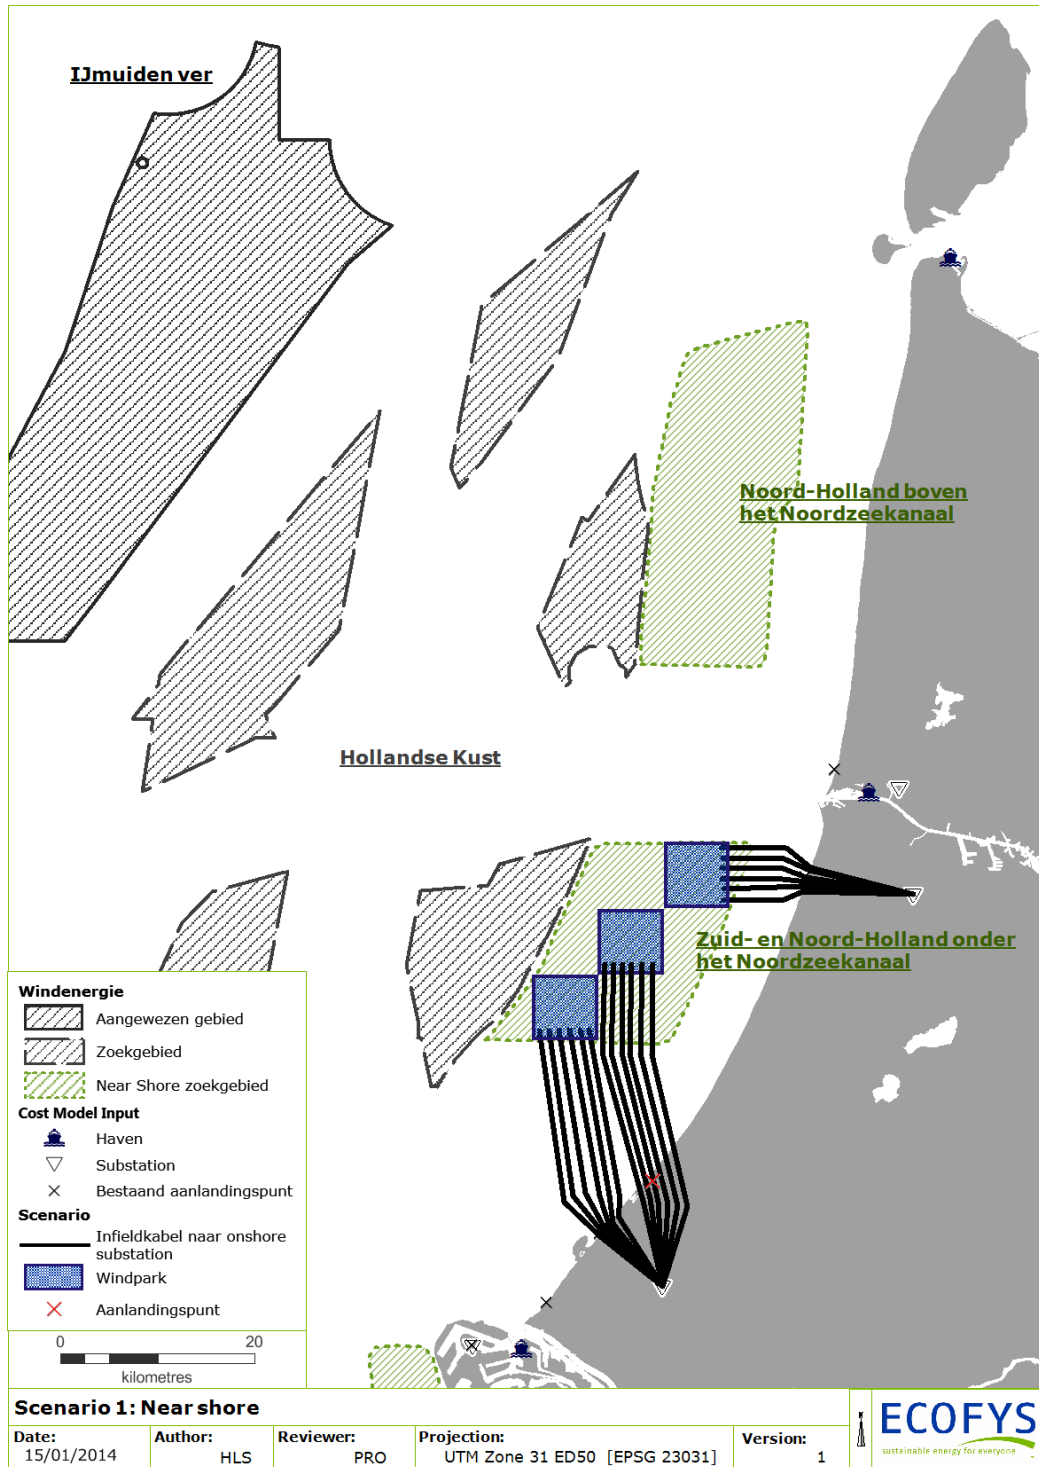 IJmuiden ver
Noord-Holland boven
het Noordzeekanaal
Hollandse Kust
Zuid- en Noord-Holland onder
het Noordzeekanaal
Windenergie
Aangewezen gebied
Zoekgebied
Near Shore zoekgebied
Cost Model Input
Haven
Substation
Bestaand aanlandingspunt
Scenario
Infieldkabel naar onshore
substation
Windpark
Aanlandingspunt
0 20
kilometres
Scenario 1: Near shore
Date: Author: Reviewer: Projection: Version:
15/01/2014 HLS PRO UTM Zone 31 ED50 [EPSG 23031] 1
ECOFYS
sustainable energy for everyone